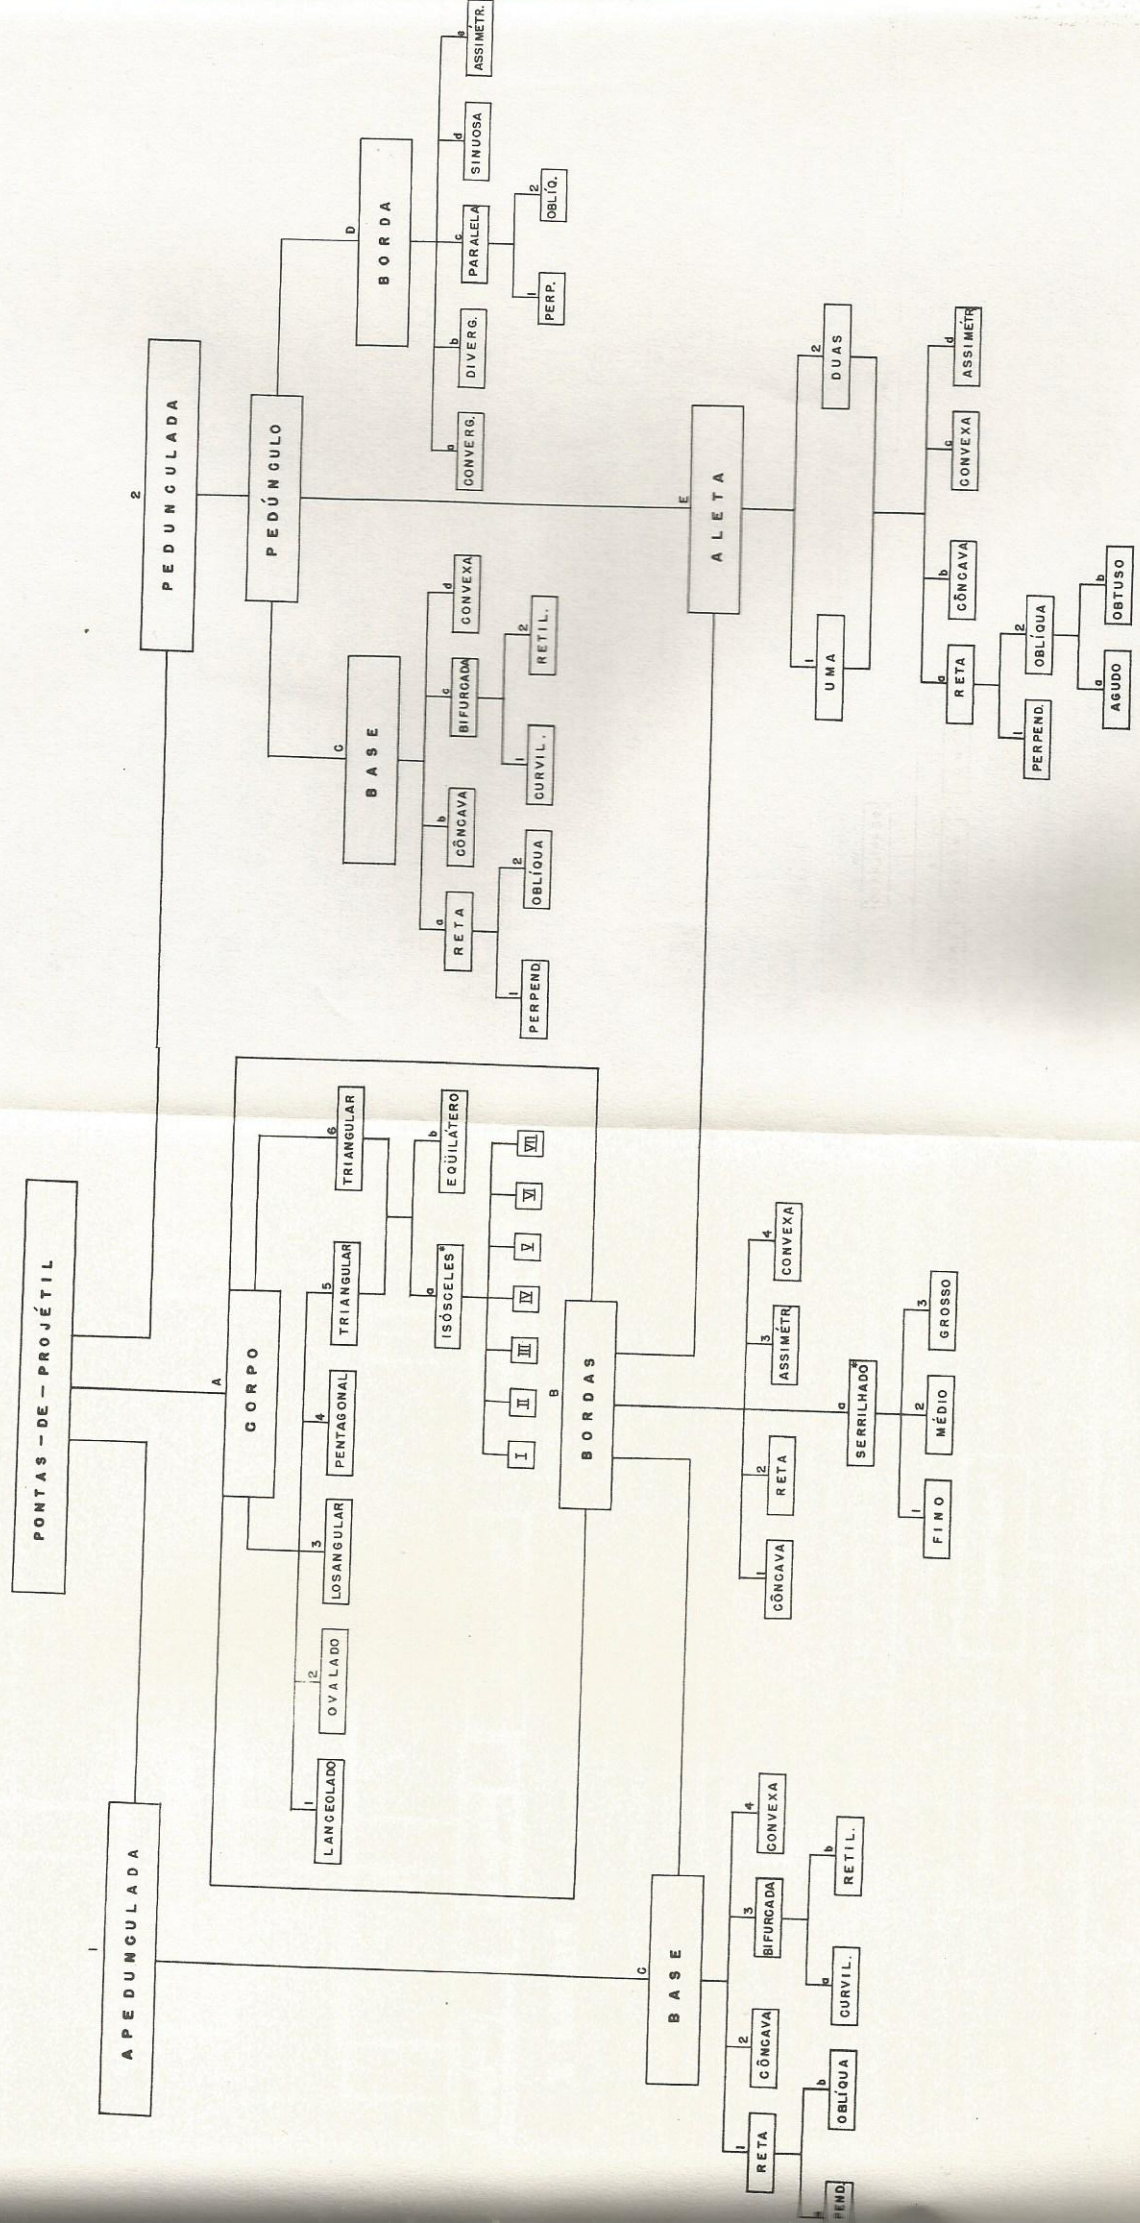 PONTAS-DE-PROJÉTIL
1
APEDUNCULADA
2
PEDUNCULADA
A
CORPO
1
LANCEOLADO
2
OVALADO
3
LOSANGULAR
4
PENTAGONAL
5
TRIANGULAR
6
TRIANGULAR
a
ISÓSCELES*
b
EQÜILÁTERO
I
II
III
IV
V
VI
VII
B
BORDAS
1
CÔNCAVA
2
RETA
3
ASSIMÉTR.
4
CONVEXA
a
SERRILHADO*
1
FINO
2
MÉDIO
3
GROSSO
C
BASE
1
RETA
a
PEND.
b
OBLÍQUA
2
CÔNCAVA
3
BIFURCADA
a
CURVIL.
b
RETIL.
4
CONVEXA
PEDÚNCULO
C
BASE
a
RETA
1
PERPEND.
2
OBLÍQUA
b
CÔNCAVA
c
BIFURCADA
1
CURVIL.
2
RETIL.
d
CONVEXA
D
BORDA
a
CONVERG.
b
DIVERG.
c
PARALELA
1
PERP.
2
OBLÍQ.
d
SINUOSA
e
ASSIMÉTR.
E
ALETA
1
UMA
2
DUAS
a
RETA
1
PERPEND.
2
OBLÍQUA
a
AGUDO
b
OBTUSO
b
CÔNCAVA
c
CONVEXA
d
ASSIMÉTR